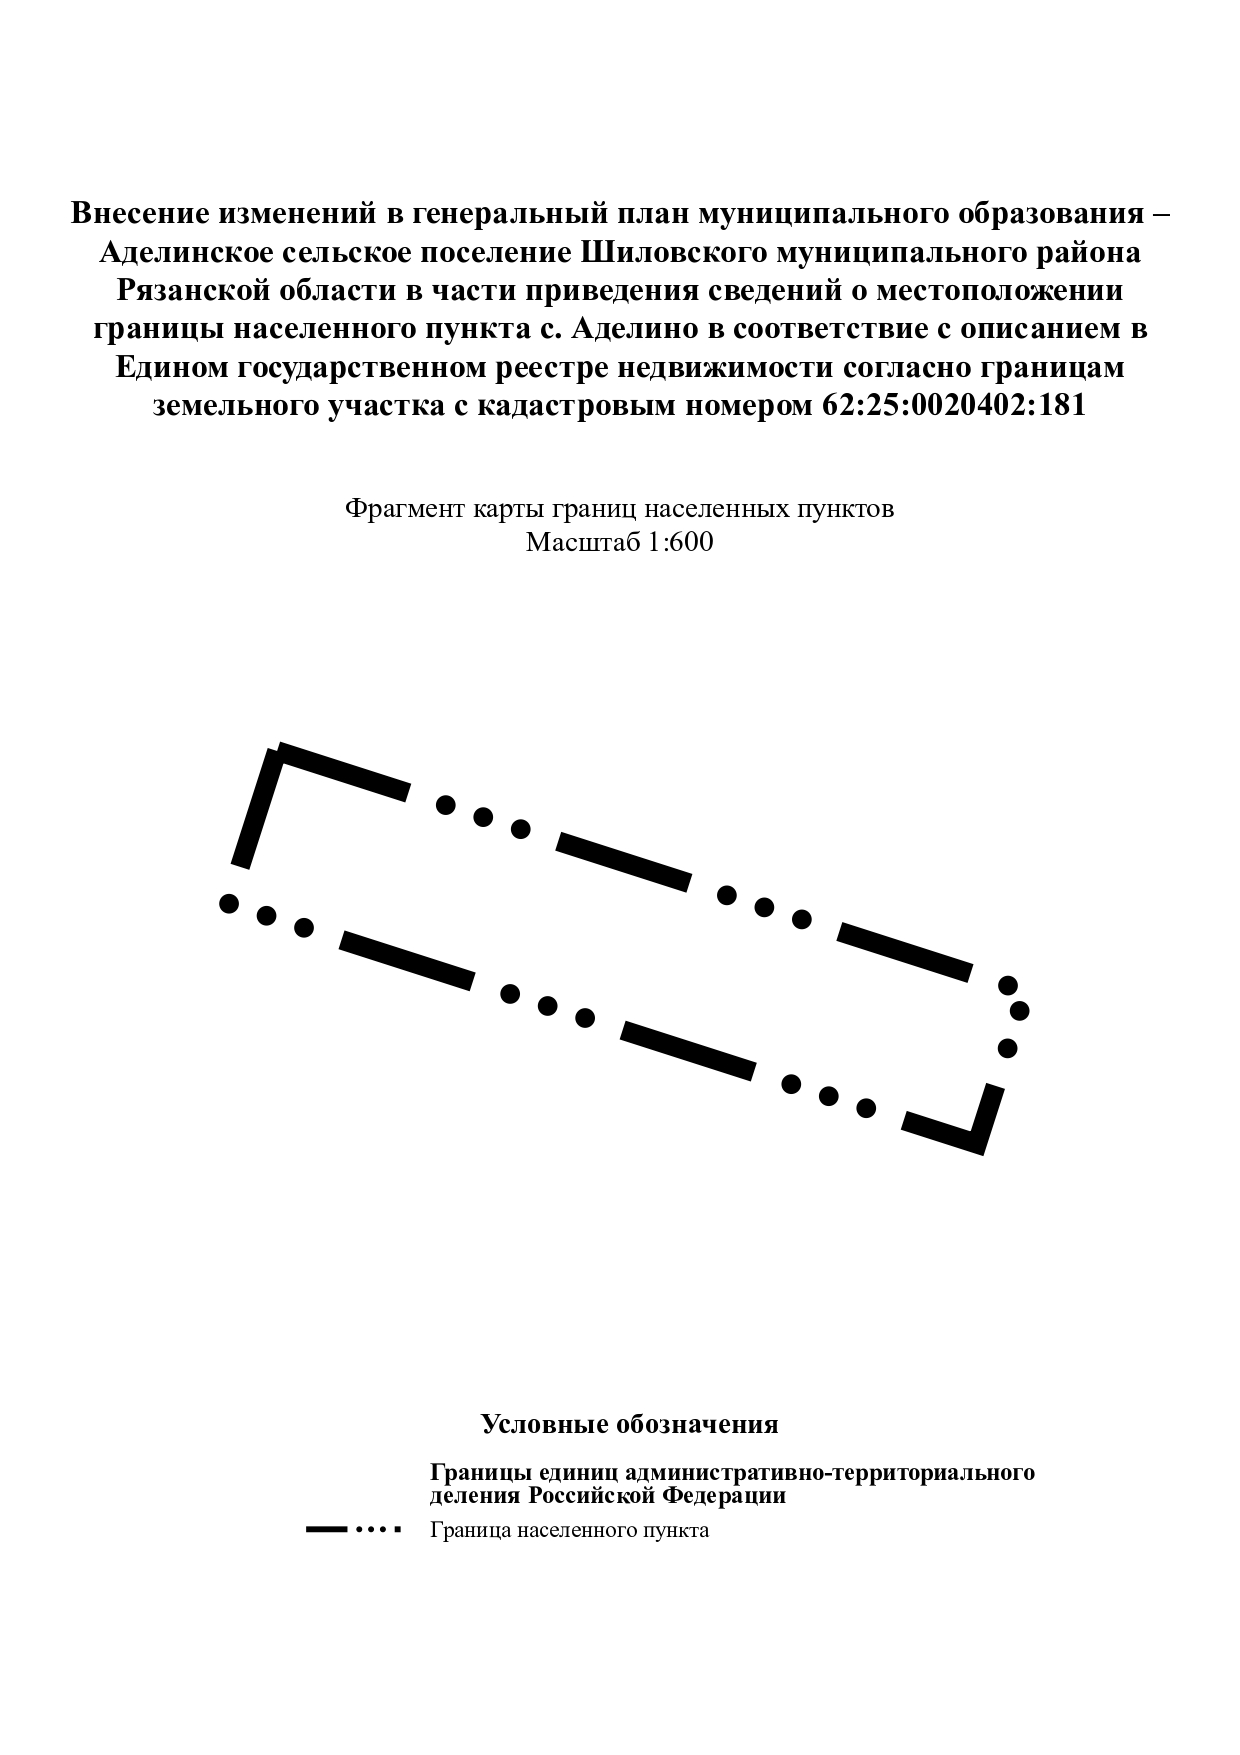 Внесение изменений в генеральный план муниципального образования –
Аделинское сельское поселение Шиловского муниципального района
Рязанской области в части приведения сведений о местоположении
границы населенного пункта с. Аделино в соответствие с описанием в
Едином государственном реестре недвижимости согласно границам
земельного участка с кадастровым номером 62:25:0020402:181
Фрагмент карты границ населенных пунктов
Масштаб 1:600
Условные обозначения
Границы единиц административно-территориального
деления Российской Федерации
Граница населенного пункта